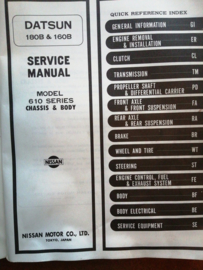 DATSUN
180B & 160B
SERVICE
MANUAL
MODEL
610 SERIES
CHASSIS & BODY
NISSAN
NISSAN MOTOR CO., LTD.
TOKYO, JAPAN
QUICK REFERENCE INDEX
GENERAL INFORMATION GI
ENGINE REMOVAL
& INSTALLATION ER
CLUTCH CL
TRANSMISSION TM
PROPELLER SHAFT
& DIFFERENTIAL CARRIER PD
FRONT AXLE
& FRONT SUSPENSION FA
REAR AXLE
& REAR SUSPENSION RA
BRAKE BR
WHEEL AND TIRE WT
STEERING ST
ENGINE CONTROL, FUEL
& EXHAUST SYSTEM FE
BODY BF
BODY ELECTRICAL BE
SERVICE EQUIPMENT SE